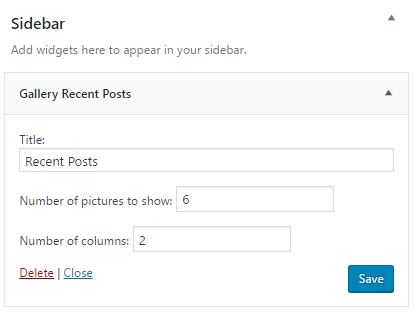 Sidebar
Add widgets here to appear in your sidebar.
Gallery Recent Posts
Title:
Recent Posts
Number of pictures to show: 6
Number of columns: 2
Delete | Close
Save